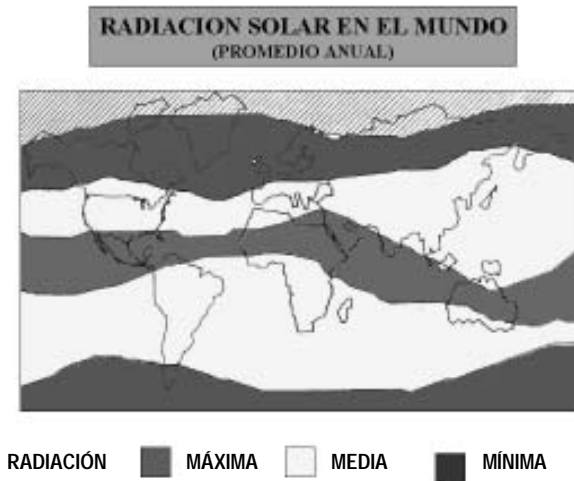 RADIACION SOLAR EN EL MUNDO
(PROMEDIO ANUAL)
RADIACIÓN MÁXIMA MEDIA MÍNIMA